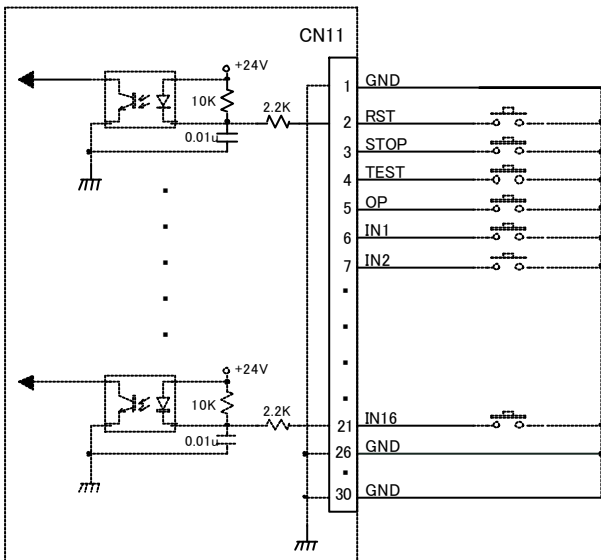 CN11
+24V
10K
2.2K
0.01u
1 GND
2 RST
3 STOP
4 TEST
5 OP
6 IN1
7 IN2
+24V
10K
2.2K
0.01u
21 IN16
26 GND
30 GND